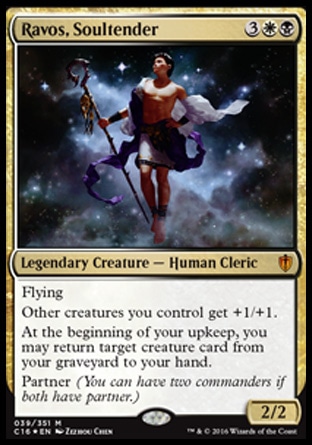 Ravos, Soultender 3
Legendary Creature — Human Cleric
Flying
Other creatures you control get +1/+1.
At the beginning of your upkeep, you
may return target creature card from
your graveyard to your hand.
Partner (You can have two commanders if
both have partner.)
2/2
039/351 M
C16 ★ EN Zezhou Chen
™ & © 2016 Wizards of the Coast